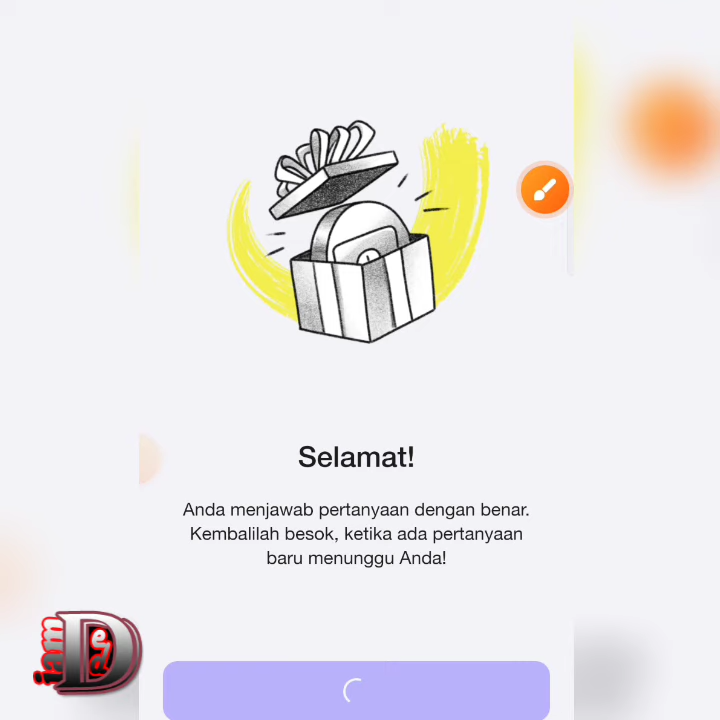 Selamat!
Anda menjawab pertanyaan dengan benar.
Kembalilah besok, ketika ada pertanyaan
baru menunggu Anda!